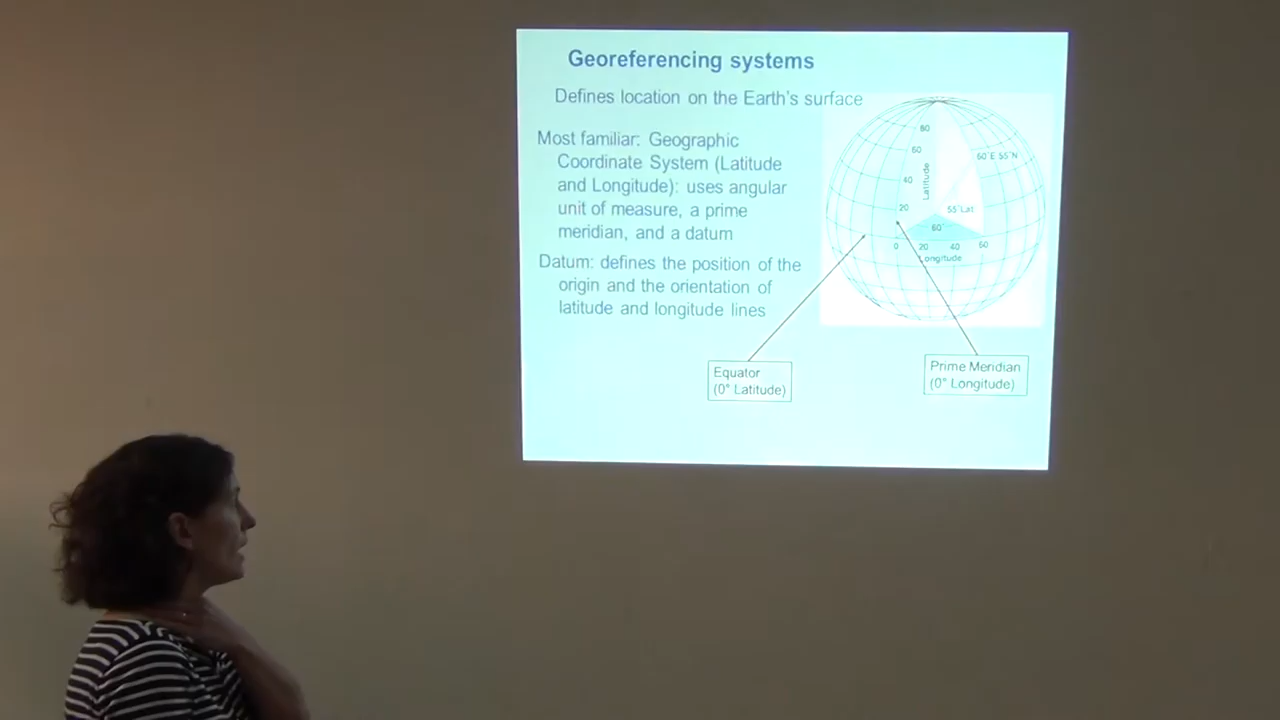 Georeferencing systems
Defines location on the Earth's surface
Most familiar: Geographic
Coordinate System (Latitude
and Longitude): uses angular
unit of measure, a prime
meridian, and a datum
Datum: defines the position of the
origin and the orientation of
latitude and longitude lines
80
60
60°E 55°N
40
Latitude
20
55°Lat
60°
0 20 40 60
Longitude
Equator
(0° Latitude)
Prime Meridian
(0° Longitude)